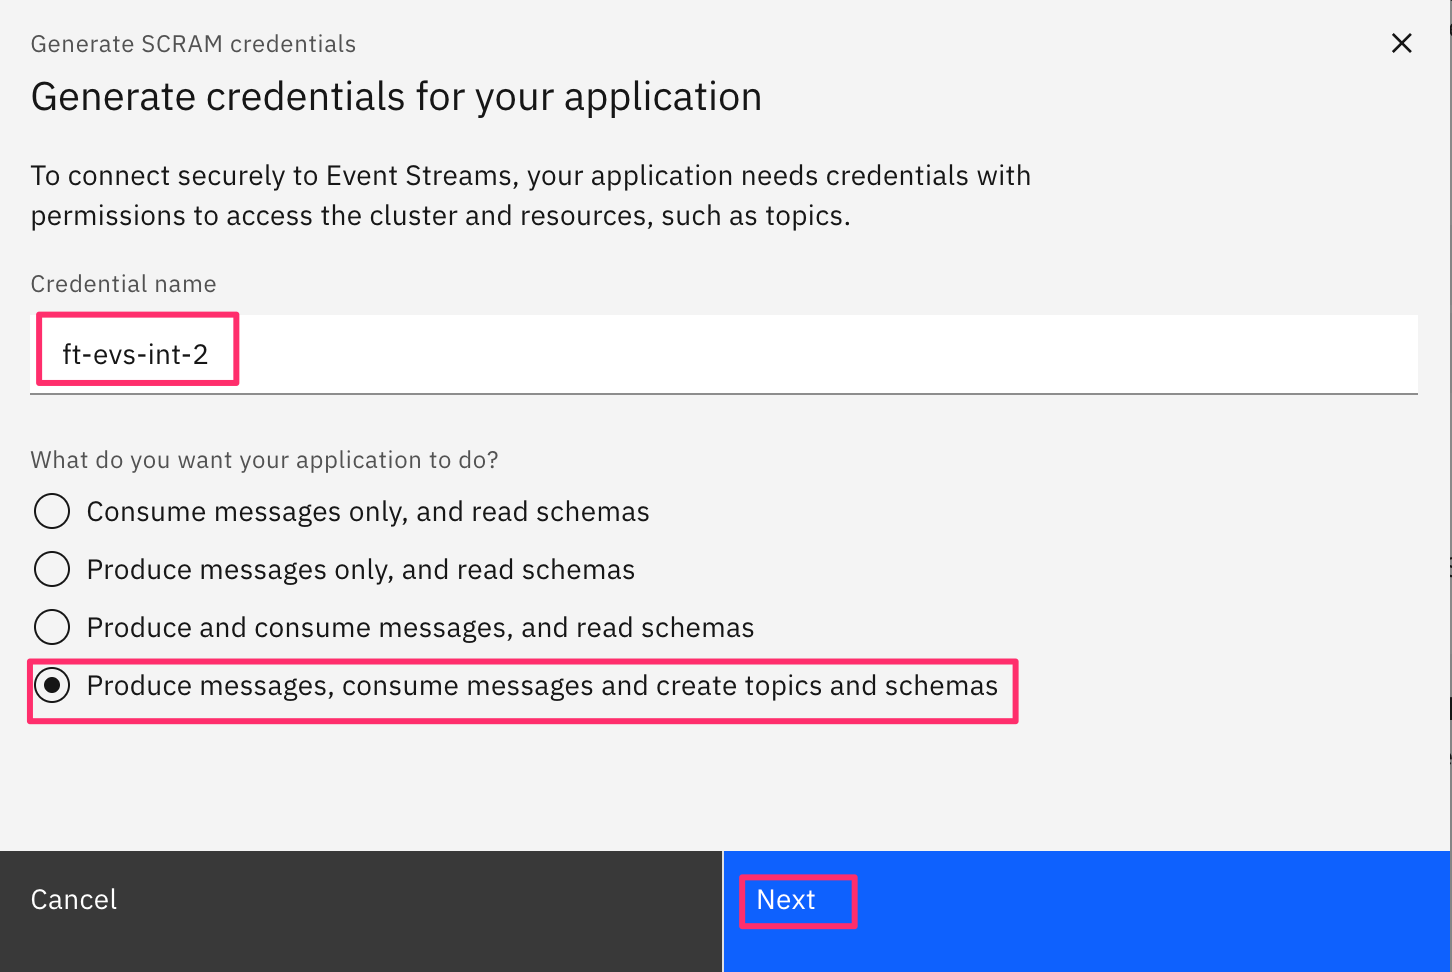 Generate SCRAM credentials
Generate credentials for your application
To connect securely to Event Streams, your application needs credentials with
permissions to access the cluster and resources, such as topics.
Credential name
ft-evs-int-2
What do you want your application to do?
Consume messages only, and read schemas
Produce messages only, and read schemas
Produce and consume messages, and read schemas
Produce messages, consume messages and create topics and schemas
Cancel
Next